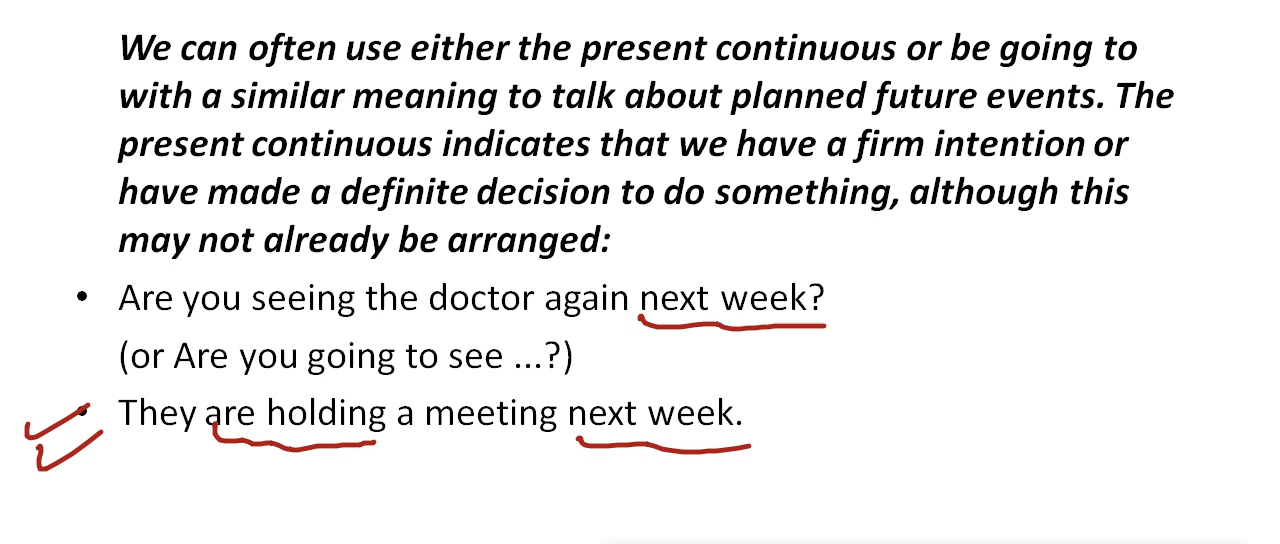 We can often use either the present continuous or be going to
with a similar meaning to talk about planned future events. The
present continuous indicates that we have a firm intention or
have made a definite decision to do something, although this
may not already be arranged:
• Are you seeing the doctor again next week?
(or Are you going to see ...?)
• They are holding a meeting next week.